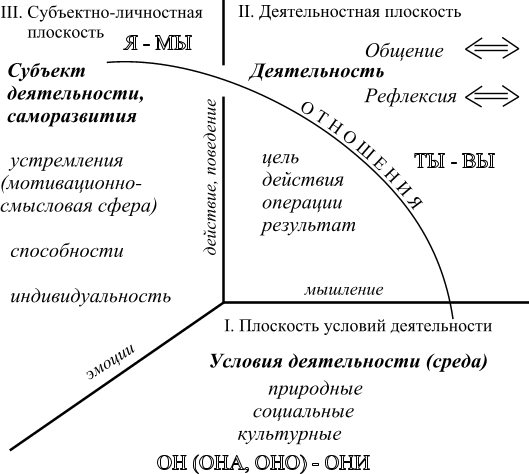 III. Субъектно-личностная
плоскость
Я - МЫ
Субъект
деятельности,
саморазвития
устремления
(мотивационно-
смысловая сфера)
способности
индивидуальность
II. Деятельностная плоскость
Общение
Деятельность
Рефлексия
ОТНОШЕНИЯ
ТЫ - ВЫ
действие, поведение
цель
действия
операции
результат
мышление
эмоции
I. Плоскость условий деятельности
Условия деятельности (среда)
природные
социальные
культурные
ОН (ОНА, ОНО) - ОНИ